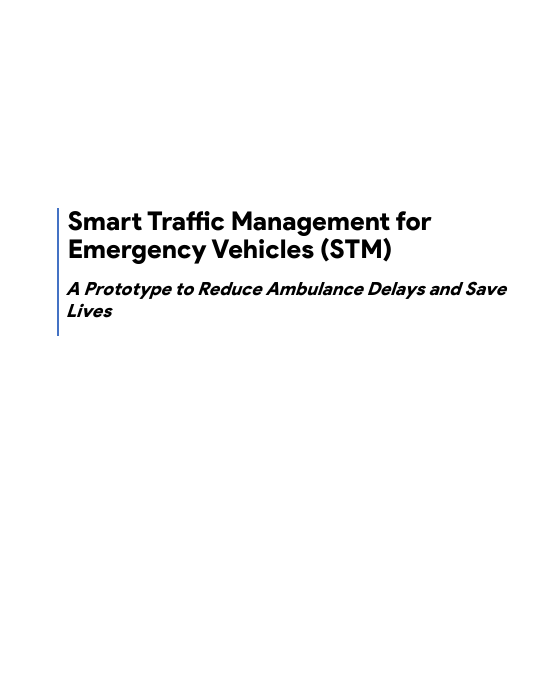 Smart Traffic Management for
Emergency Vehicles (STM)
A Prototype to Reduce Ambulance Delays and Save
Lives